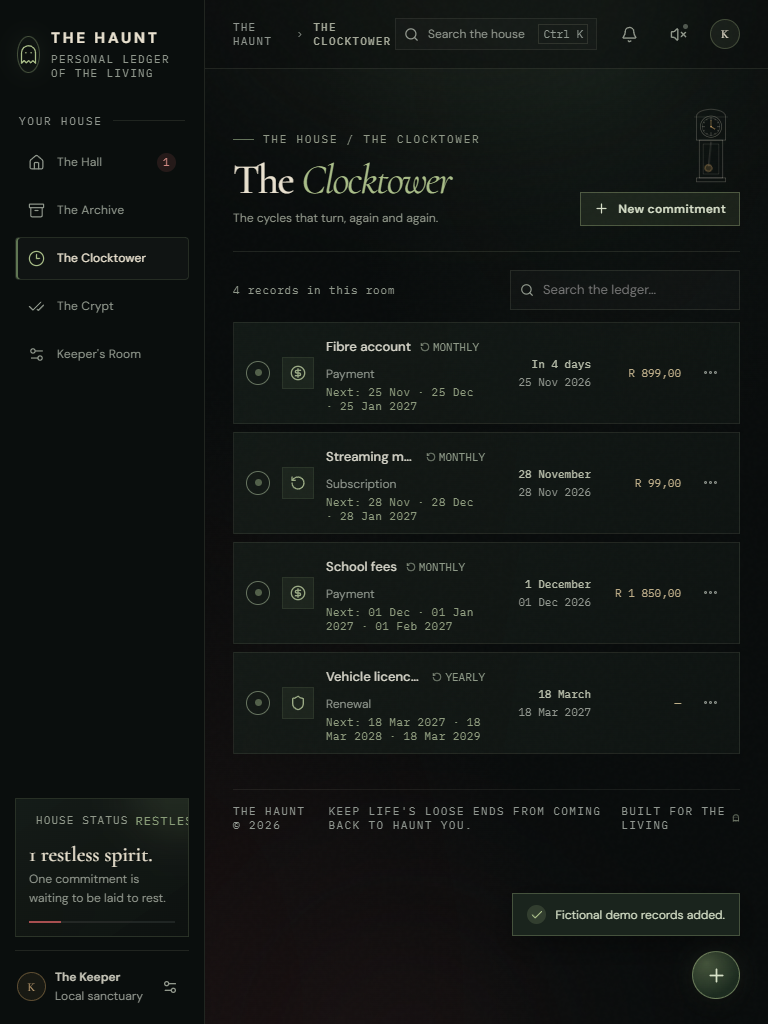 THE HAUNT
PERSONAL LEDGER
OF THE LIVING
YOUR HOUSE
The Hall
1
The Archive
The Clocktower
The Crypt
Keeper's Room
HOUSE STATUS RESTLES
1 restless spirit.
One commitment is
waiting to be laid to rest.
K
The Keeper
Local sanctuary
THE HAUNT › THE CLOCKTOWER
Search the house
Ctrl K
K
THE HOUSE / THE CLOCKTOWER
The Clocktower
The cycles that turn, again and again.
+ New commitment
4 records in this room
Search the ledger…
Fibre account MONTHLY
Payment
Next: 25 Nov · 25 Dec
· 25 Jan 2027
In 4 days
25 Nov 2026
R 899,00
Streaming m… MONTHLY
Subscription
Next: 28 Nov · 28 Dec
· 28 Jan 2027
28 November
28 Nov 2026
R 99,00
School fees MONTHLY
Payment
Next: 01 Dec · 01 Jan
2027 · 01 Feb 2027
1 December
01 Dec 2026
R 1 850,00
Vehicle licenc… YEARLY
Renewal
Next: 18 Mar 2027 · 18
Mar 2028 · 18 Mar 2029
18 March
18 Mar 2027
—
THE HAUNT
© 2026
KEEP LIFE'S LOOSE ENDS FROM COMING
BACK TO HAUNT YOU.
BUILT FOR THE
LIVING
Fictional demo records added.